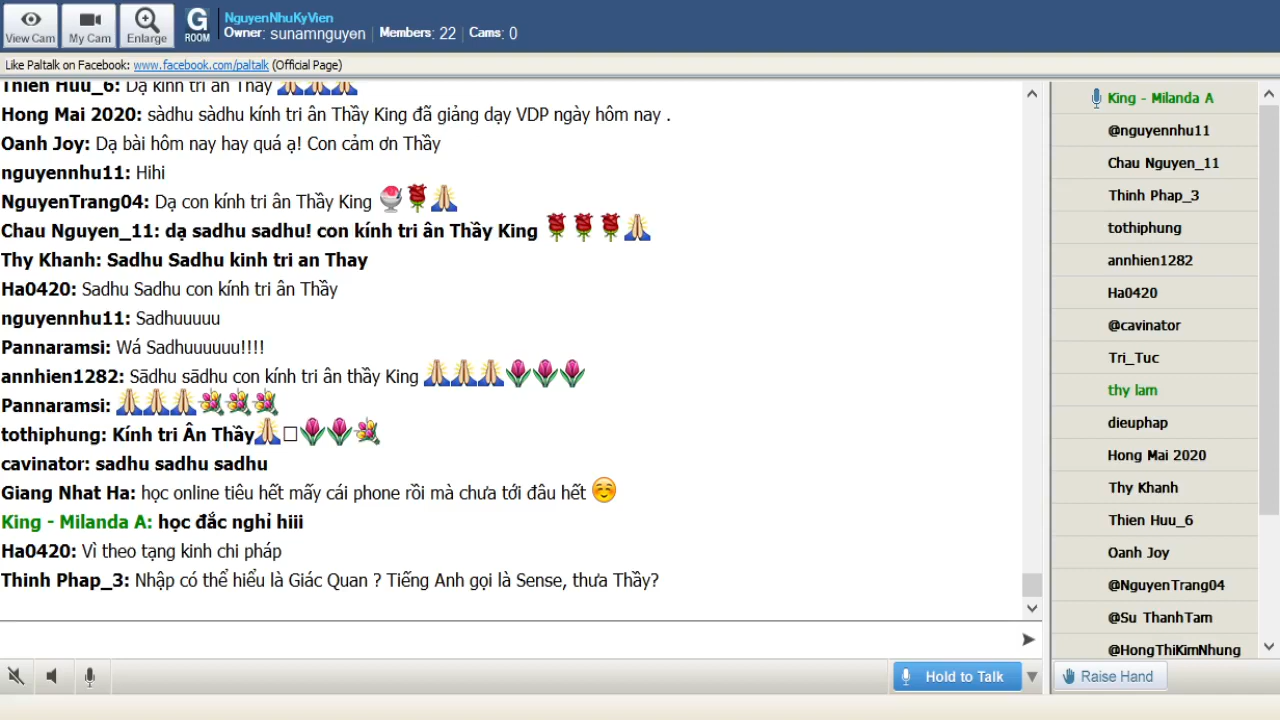 NguyenNhuKyVien
View Cam
My Cam
Enlarge
G ROOM
Owner: sunamnguyen | Members: 22 | Cams: 0
Like Paltalk on Facebook: www.facebook.com/paltalk (Official Page)
Thien Huu_6: Dạ kinh tri ân Thầy 🙏🙏🙏
Hong Mai 2020: sàdhu sàdhu kính tri ân Thầy King đã giảng dạy VDP ngày hôm nay .
Oanh Joy: Dạ bài hôm nay hay quá ạ! Con cảm ơn Thầy
nguyennhu11: Hihi
NguyenTrang04: Dạ con kính tri ân Thầy King 🍧🌹🙏
Chau Nguyen_11: dạ sadhu sadhu! con kính tri ân Thầy King 🌹🌹🌹🙏
Thy Khanh: Sadhu Sadhu kinh tri an Thay
Ha0420: Sadhu Sadhu con kính tri ân Thầy
nguyennhu11: Sadhuuuuu
Pannaramsi: Wá Sadhuuuuuu!!!!
annhien1282: Sādhu sādhu con kính tri ân thầy King 🙏🙏🙏🌷🌷🌷
Pannaramsi: 🙏🙏🙏💐💐💐
tothiphung: Kính tri Ân Thầy🙏□🌷🌷💐
cavinator: sadhu sadhu sadhu
Giang Nhat Ha: học online tiêu hết mấy cái phone rồi mà chưa tới đâu hết ☺️
King - Milanda A: học đắc nghỉ hiii
Ha0420: Vì theo tạng kinh chi pháp
Thinh Phap_3: Nhập có thể hiểu là Giác Quan ? Tiếng Anh gọi là Sense, thưa Thầy?
King - Milanda A
@nguyennhu11
Chau Nguyen_11
Thinh Phap_3
tothiphung
annhien1282
Ha0420
@cavinator
Tri_Tuc
thy lam
dieuphap
Hong Mai 2020
Thy Khanh
Thien Huu_6
Oanh Joy
@NguyenTrang04
@Su ThanhTam
@HongThiKimNhung
Hold to Talk
Raise Hand